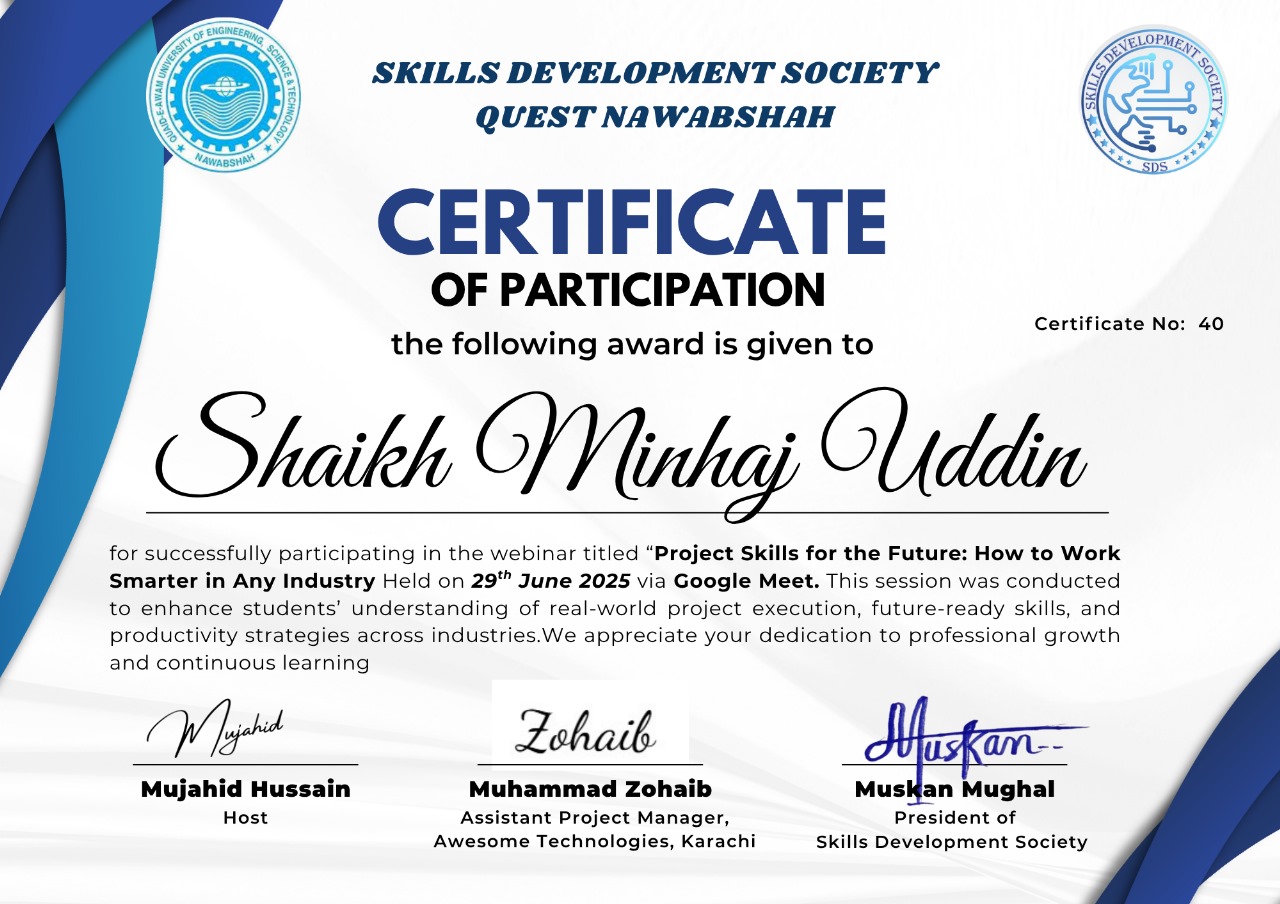 QUAID-E-AWAM UNIVERSITY OF ENGINEERING, SCIENCE & TECHNOLOGY
NAWABSHAH
SKILLS DEVELOPMENT SOCIETY
QUEST NAWABSHAH
SKILLS DEVELOPMENT SOCIETY
SDS
CERTIFICATE
OF PARTICIPATION
Certificate No: 40
the following award is given to
Shaikh Minhaj Uddin
for successfully participating in the webinar titled “Project Skills for the Future: How to Work
Smarter in Any Industry Held on 29th June 2025 via Google Meet. This session was conducted
to enhance students’ understanding of real-world project execution, future-ready skills, and
productivity strategies across industries.We appreciate your dedication to professional growth
and continuous learning
Mujahid
Zohaib
Muskan--
Mujahid Hussain
Muhammad Zohaib
Muskan Mughal
Host
Assistant Project Manager,
President of
Awesome Technologies, Karachi
Skills Development Society